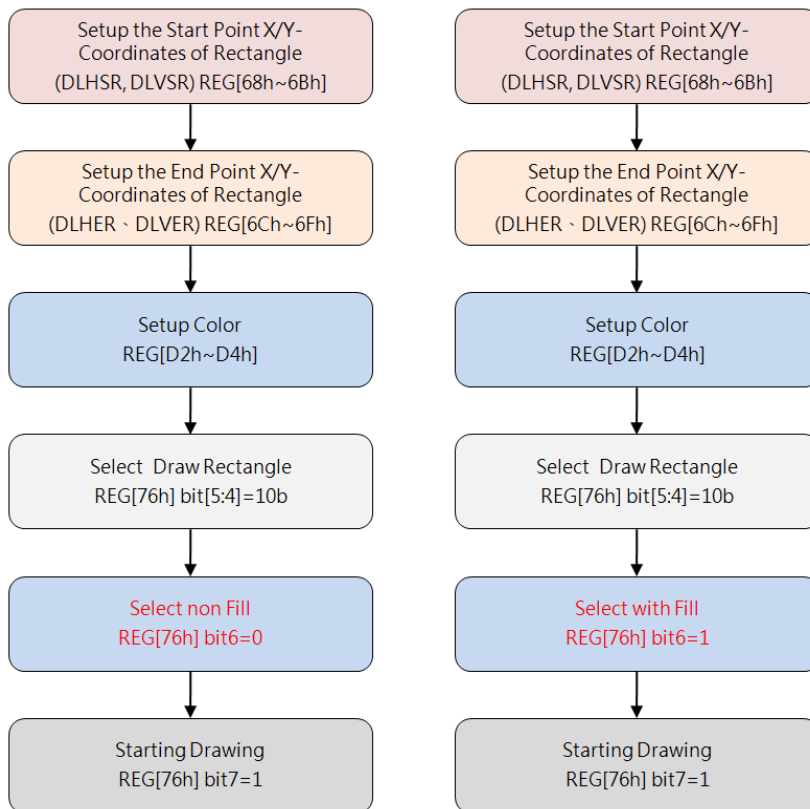 Setup the Start Point X/Y-
Coordinates of Rectangle
(DLHSR, DLVSR) REG[68h~6Bh]
Setup the End Point X/Y-
Coordinates of Rectangle
(DLHER、DLVER) REG[6Ch~6Fh]
Setup Color
REG[D2h~D4h]
Select Draw Rectangle
REG[76h] bit[5:4]=10b
Select non Fill
REG[76h] bit6=0
Starting Drawing
REG[76h] bit7=1
Setup the Start Point X/Y-
Coordinates of Rectangle
(DLHSR, DLVSR) REG[68h~6Bh]
Setup the End Point X/Y-
Coordinates of Rectangle
(DLHER、DLVER) REG[6Ch~6Fh]
Setup Color
REG[D2h~D4h]
Select Draw Rectangle
REG[76h] bit[5:4]=10b
Select with Fill
REG[76h] bit6=1
Starting Drawing
REG[76h] bit7=1